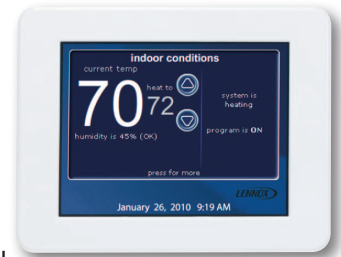 indoor conditions
current temp
70
heat to
72
system is
heating
humidity is 45% (OK)
program is ON
press for more
LENNOX
January 26, 2010 9:19 AM